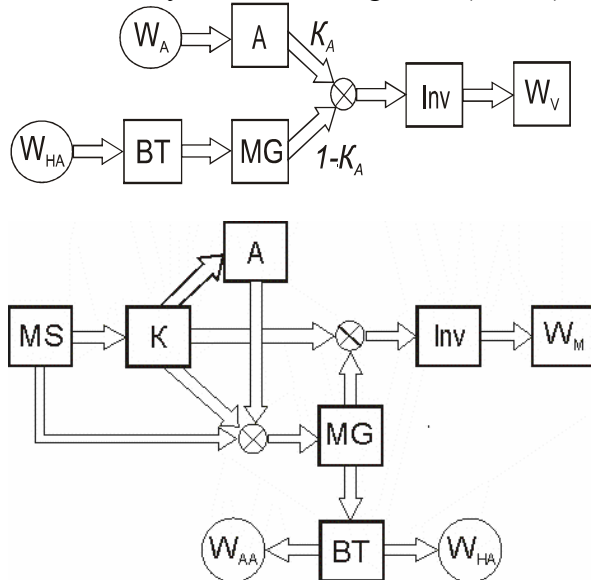 W_A
A
K_A
Inv
W_V
W_HA
BT
MG
1-K_A
A
MS
K
Inv
W_M
MG
W_AA
BT
W_HA